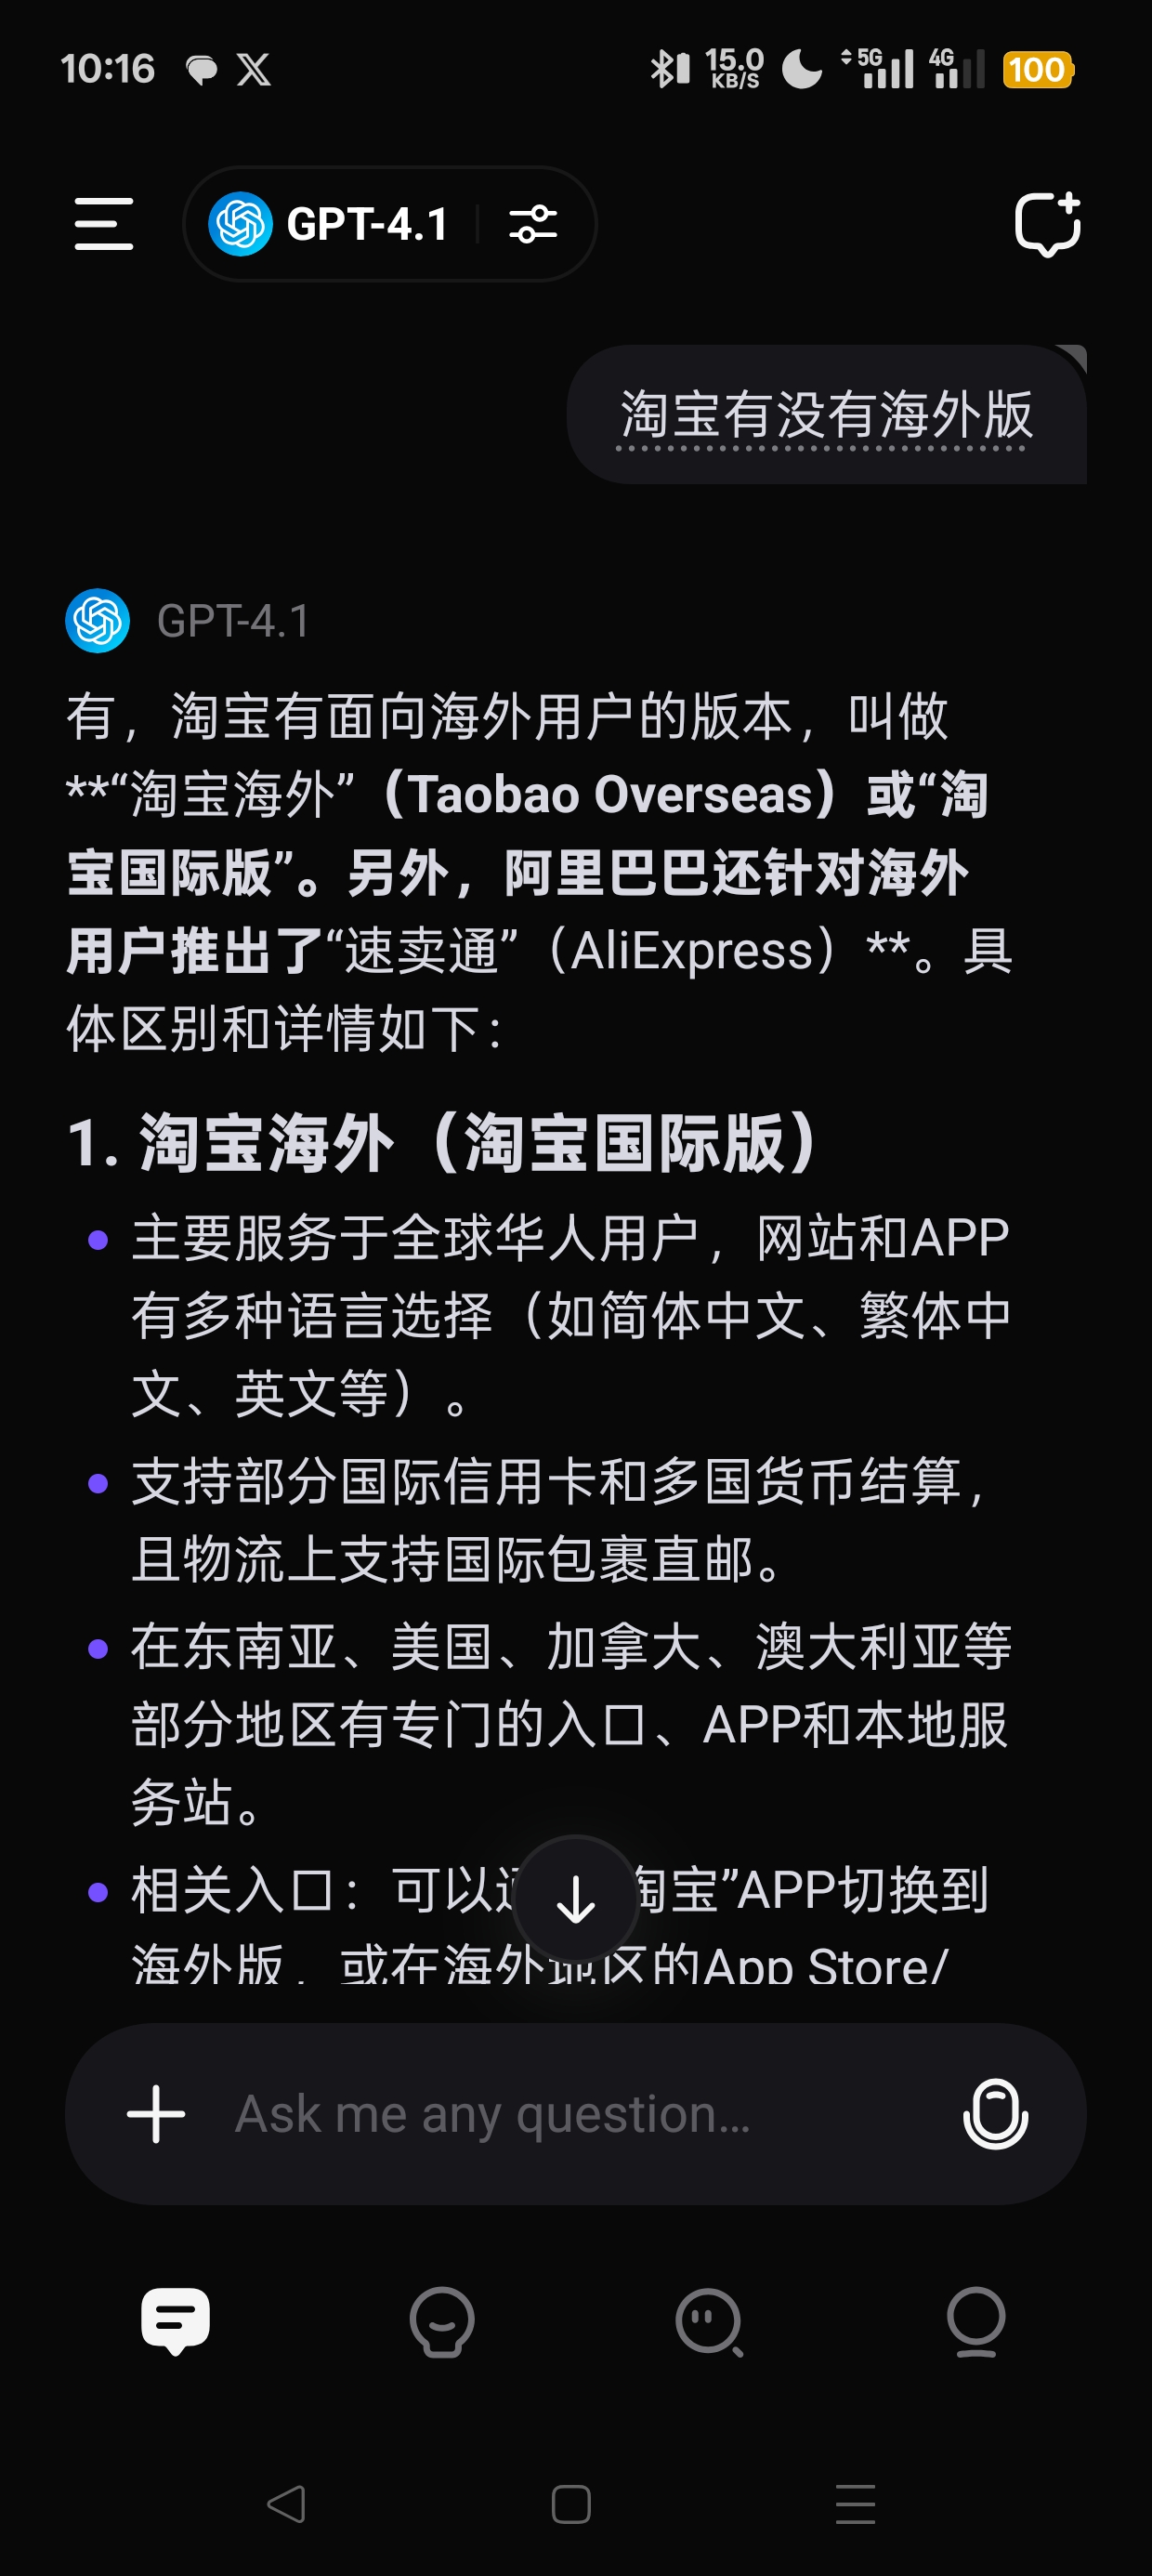 10:16
15.0
KB/S
5G
4G
100
GPT-4.1
淘宝有没有海外版
GPT-4.1
有，淘宝有面向海外用户的版本，叫做
**“淘宝海外”（Taobao Overseas）或“淘
宝国际版”。另外，阿里巴巴还针对海外
用户推出了“速卖通”（AliExpress）**。具
体区别和详情如下：
1. 淘宝海外（淘宝国际版）
主要服务于全球华人用户，网站和APP
有多种语言选择（如简体中文、繁体中
文、英文等）。
支持部分国际信用卡和多国货币结算，
且物流上支持国际包裹直邮。
在东南亚、美国、加拿大、澳大利亚等
部分地区有专门的入口、APP和本地服
务站。
相关入口：可以 淘宝”APP切换到
海外版，或在海外地区的App Store/
Ask me any question...